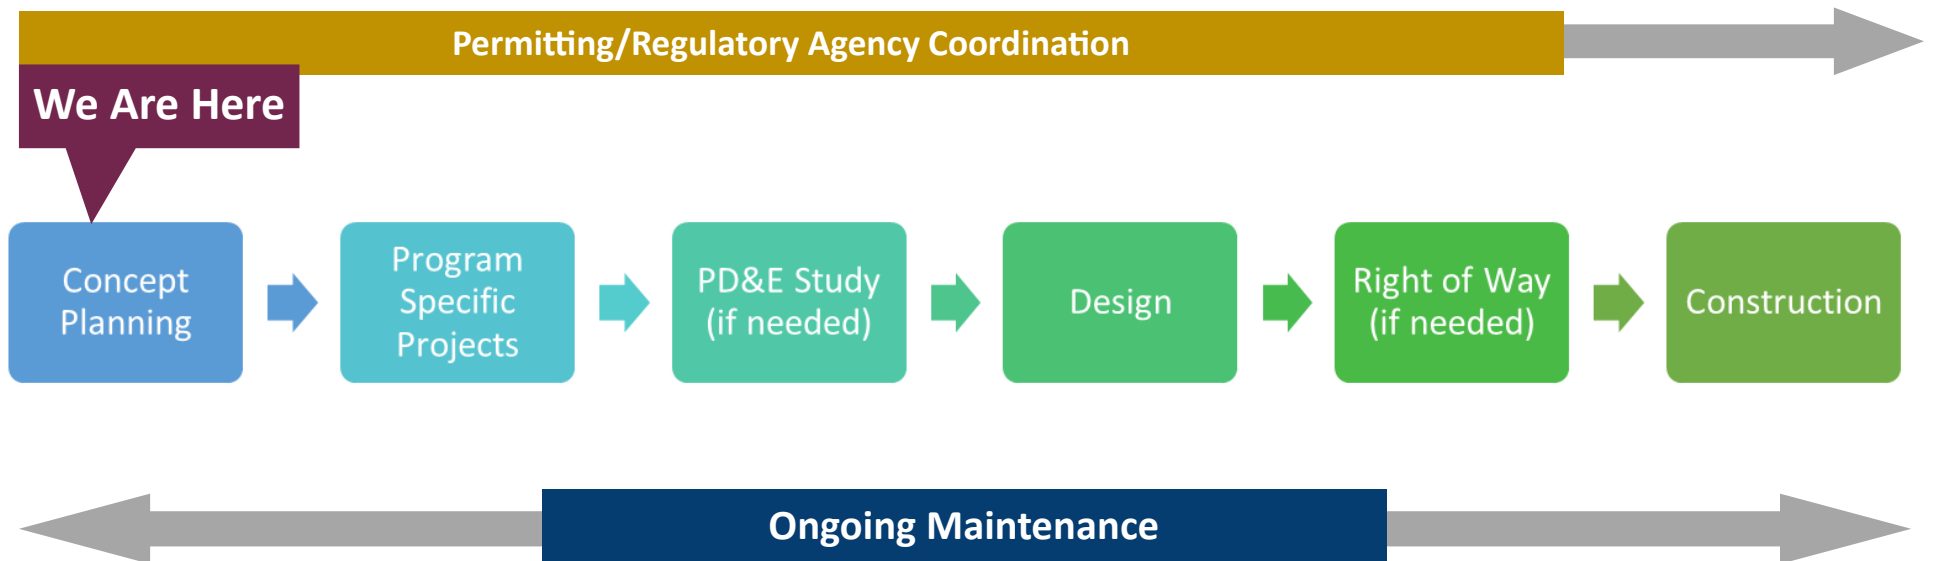 Permitting/Regulatory Agency Coordination
We Are Here
Concept
Planning
Program
Specific
Projects
PD&E Study
(if needed)
Design
Right of Way
(if needed)
Construction
Ongoing Maintenance